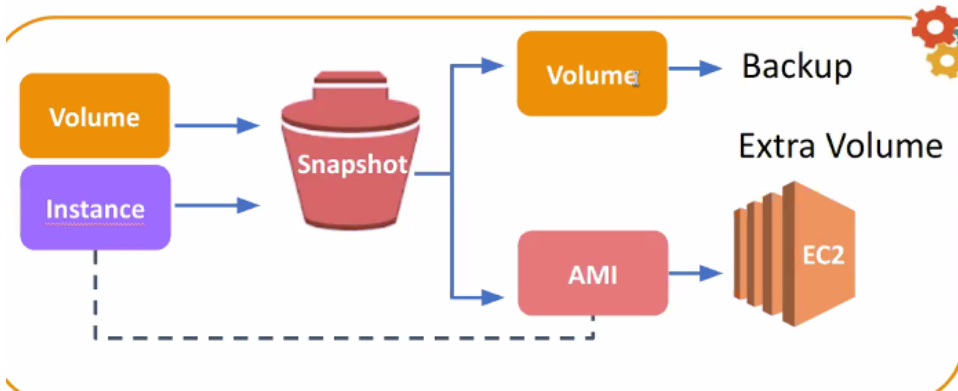 Volume
Instance
Snapshot
Volume
Backup
Extra Volume
AMI
EC2